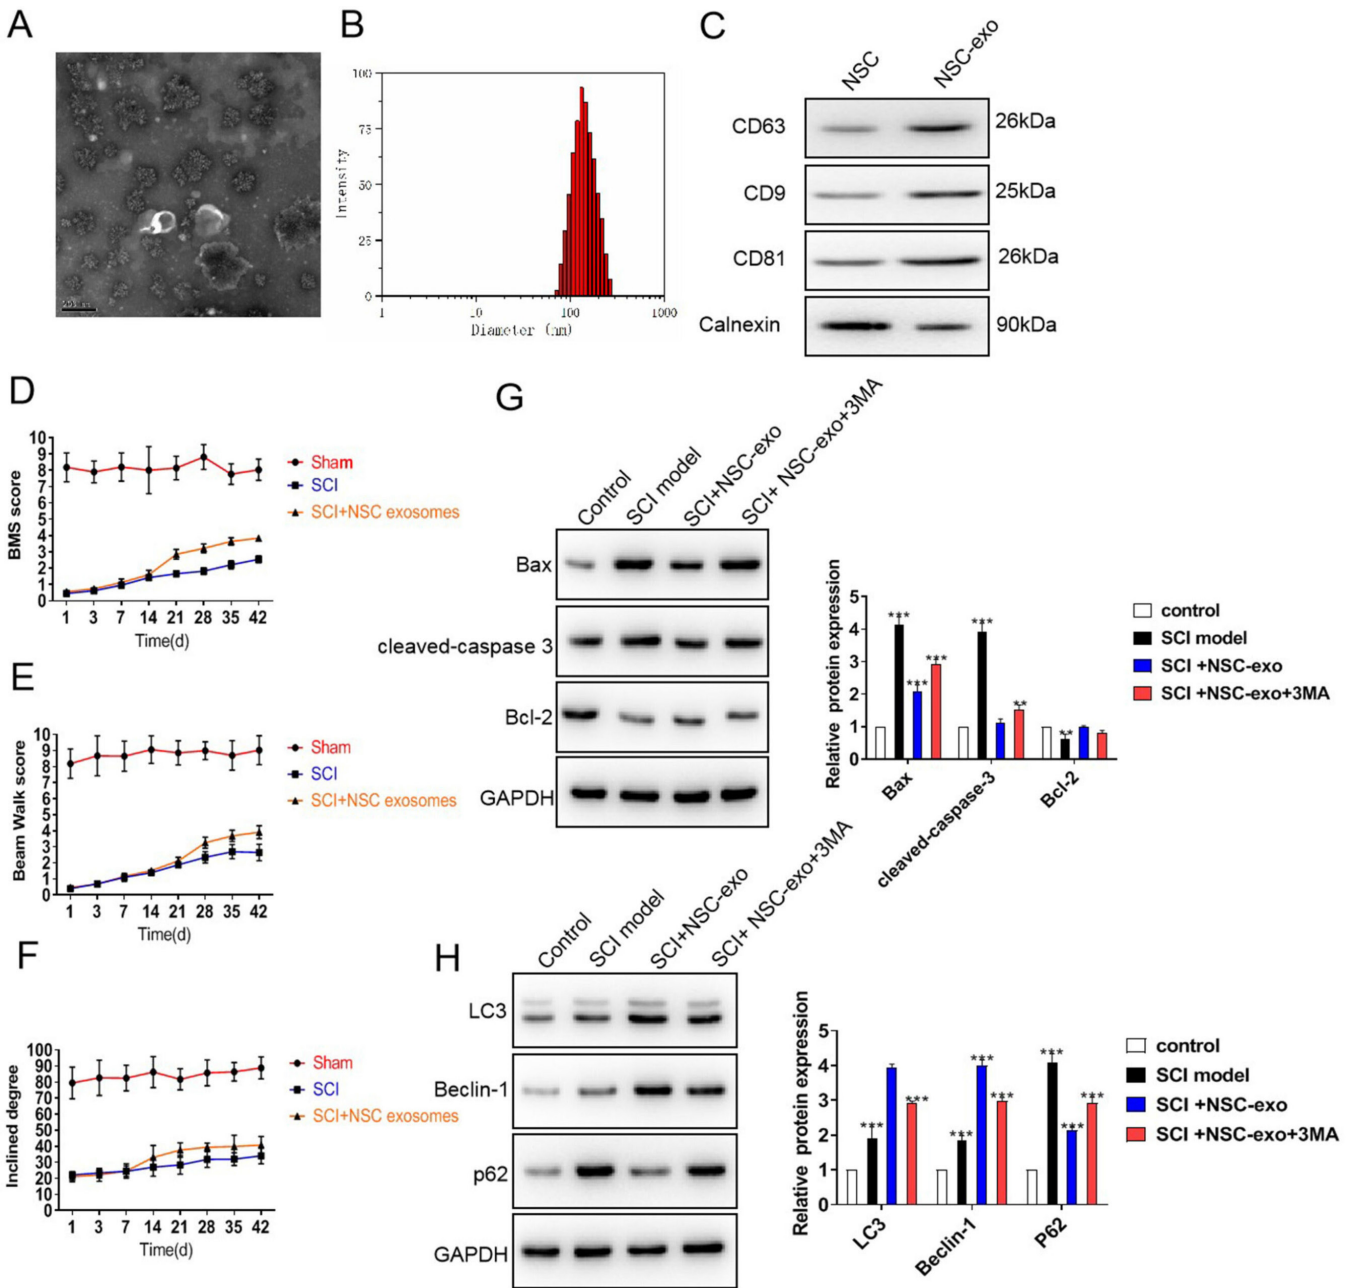 A
B
C
NSC
NSC-exo
CD63
26kDa
CD9
25kDa
CD81
26kDa
Calnexin
90kDa
100
75
50
25
0
Intensity
1
10
100
1000
Diameter (nm)
D
10
9
8
7
6
5
4
3
2
1
0
BMS score
1 3 7 14 21 28 35 42
Time(d)
Sham
SCI
SCI+NSC exosomes
E
10
9
8
7
6
5
4
3
2
1
0
Beam Walk score
1 3 7 14 21 28 35 42
Time(d)
Sham
SCI
SCI+NSC exosomes
F
100
90
80
70
60
50
40
30
20
10
0
Inclined degree
1 3 7 14 21 28 35 42
Time(d)
Sham
SCI
SCI+NSC exosomes
G
Control
SCI model
SCI+NSC-exo
SCI+ NSC-exo+3MA
Bax
cleaved-caspase 3
Bcl-2
GAPDH
Relative protein expression
5
4
3
2
1
0
***
***
***
***
**
**
Bax
cleaved-caspase-3
Bcl-2
control
SCI model
SCI +NSC-exo
SCI +NSC-exo+3MA
H
Control
SCI model
SCI+NSC-exo
SCI+ NSC-exo+3MA
LC3
Beclin-1
p62
GAPDH
Relative protein expression
5
4
3
2
1
0
***
***
***
***
***
***
***
***
LC3
Beclin-1
P62
control
SCI model
SCI +NSC-exo
SCI +NSC-exo+3MA